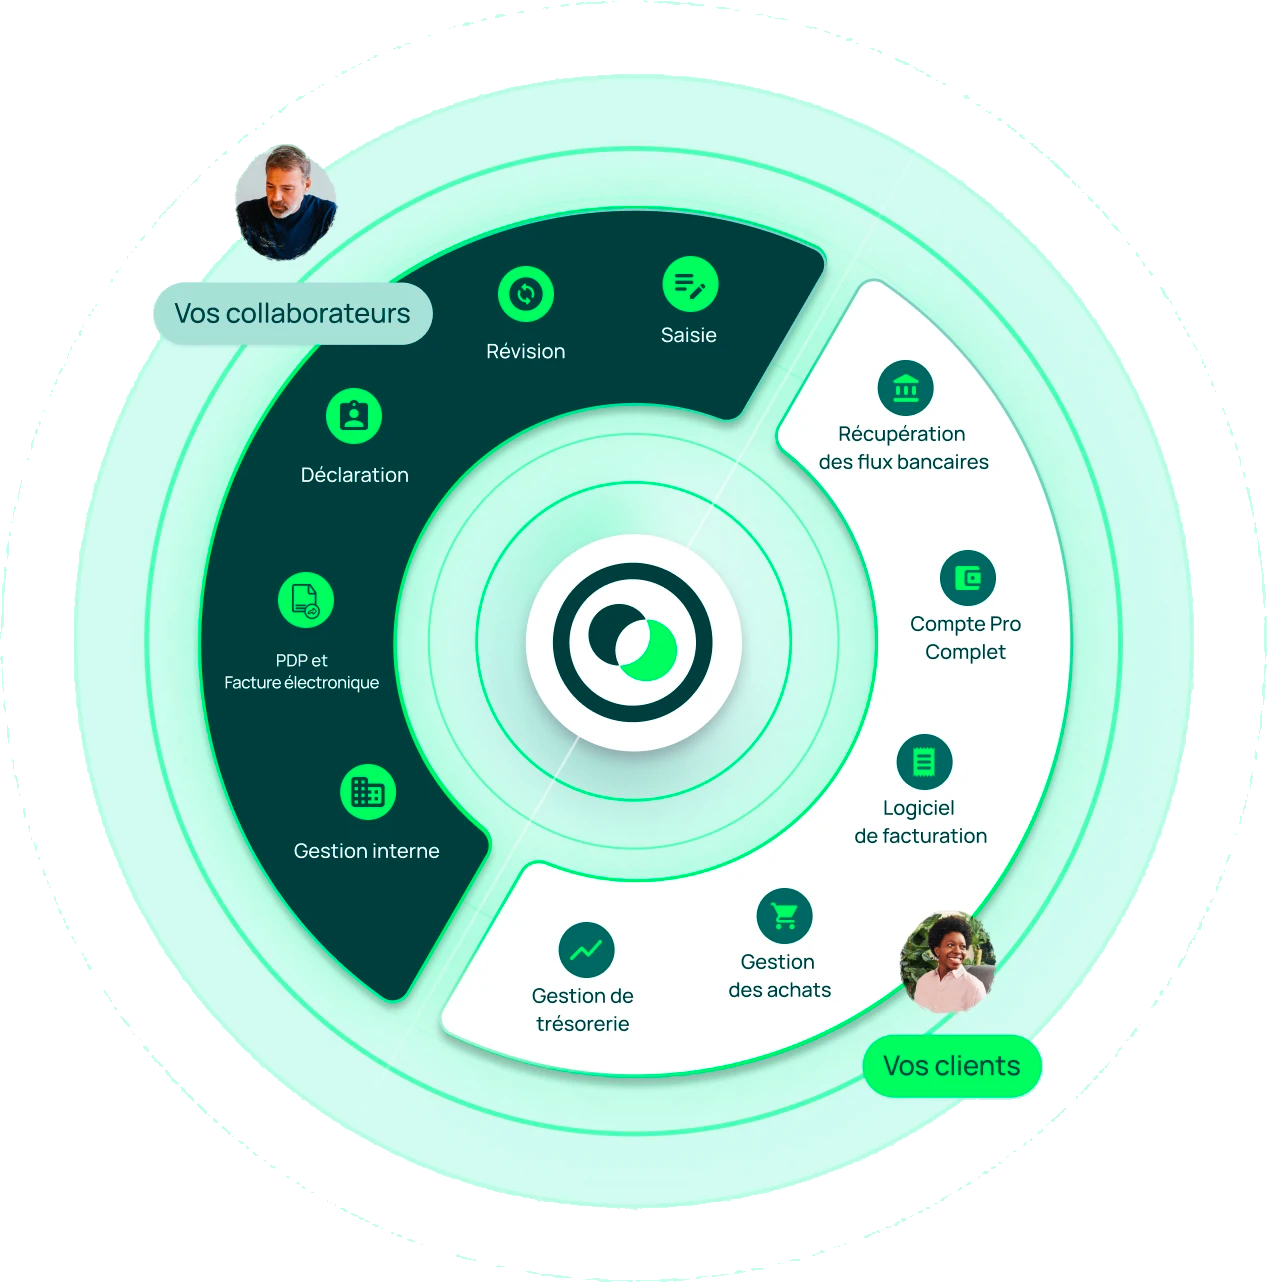 Vos collaborateurs
Saisie
Révision
Déclaration
PDP et
Facture électronique
Gestion interne
Récupération
des flux bancaires
Compte Pro
Complet
Logiciel
de facturation
Gestion
des achats
Gestion de
trésorerie
Vos clients